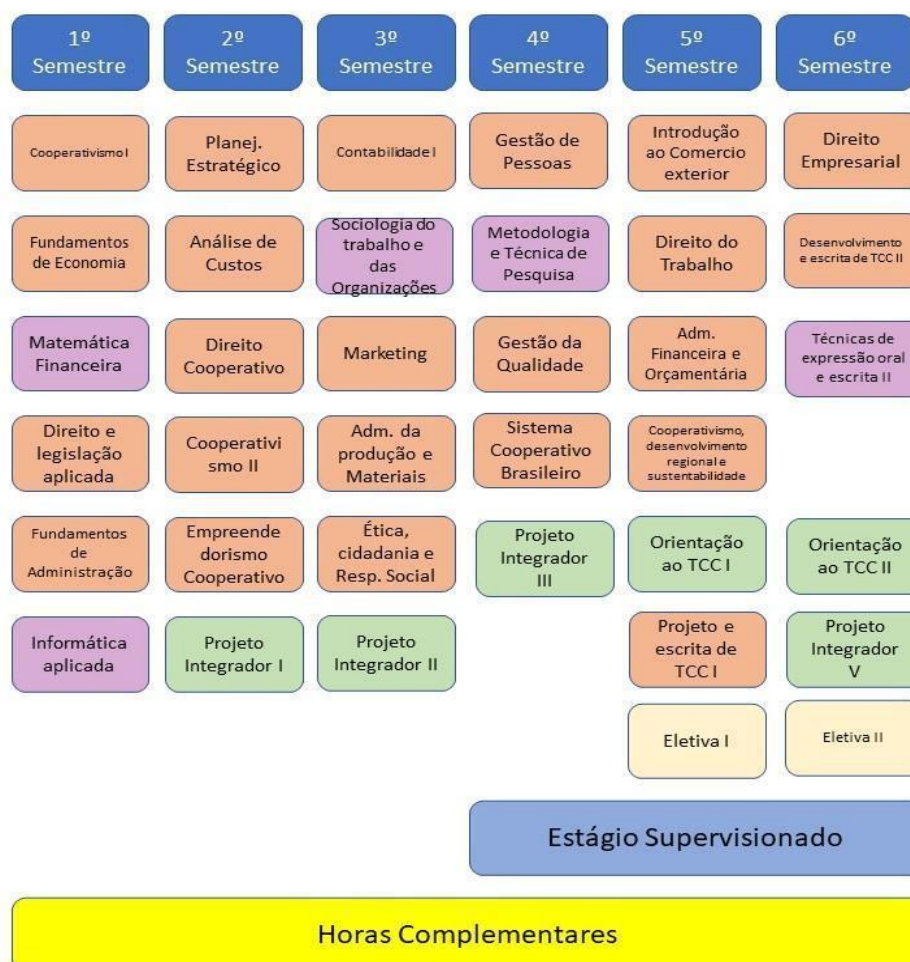 1º
Semestre
2º
Semestre
3º
Semestre
4º
Semestre
5º
Semestre
6º
Semestre
Cooperativismo I
Planej.
Estratégico
Contabilidade I
Gestão de
Pessoas
Introdução
ao Comercio
exterior
Direito
Empresarial
Fundamentos
de Economia
Análise de
Custos
Sociologia do
trabalho e
das
Organizações
Metodologia
e Técnica de
Pesquisa
Direito do
Trabalho
Desenvolvimento
e escrita de TCC II
Matemática
Financeira
Direito
Cooperativo
Marketing
Gestão da
Qualidade
Adm.
Financeira e
Orçamentária
Técnicas de
expressão oral
e escrita II
Direito e
legislação
aplicada
Cooperativi
smo II
Adm. da
produção e
Materiais
Sistema
Cooperativo
Brasileiro
Cooperativismo,
desenvolvimento
regional e
sustentabilidade
Fundamentos
de
Administração
Empreende
dorismo
Cooperativo
Ética,
cidadania e
Resp. Social
Projeto
Integrador
III
Orientação
ao TCC I
Orientação
ao TCC II
Informática
aplicada
Projeto
Integrador I
Projeto
Integrador II
Projeto e
escrita de
TCC I
Projeto
Integrador
V
Eletiva I
Eletiva II
Estágio Supervisionado
Horas Complementares